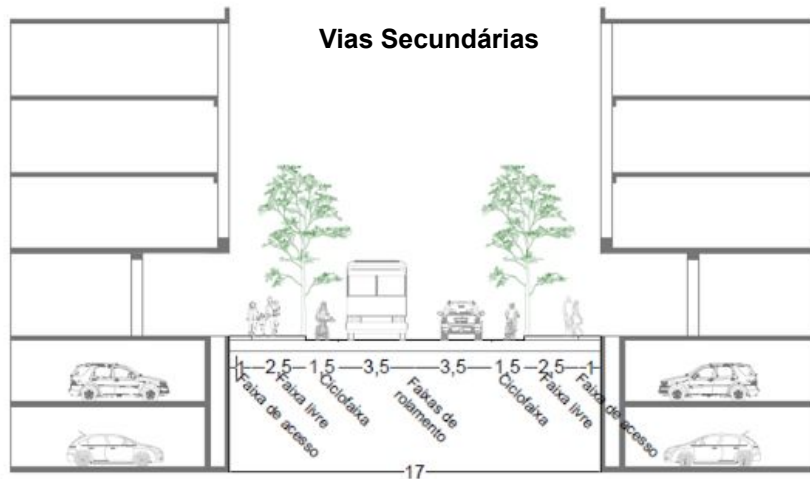 Vias Secundárias
1 2,5 1,5 3,5 3,5 1,5 2,5 1
Faixa de acesso
Faixa livre
Ciclofaixa
Faixas de
rolamento
Ciclofaixa
Faixa livre
Faixa de acesso
17